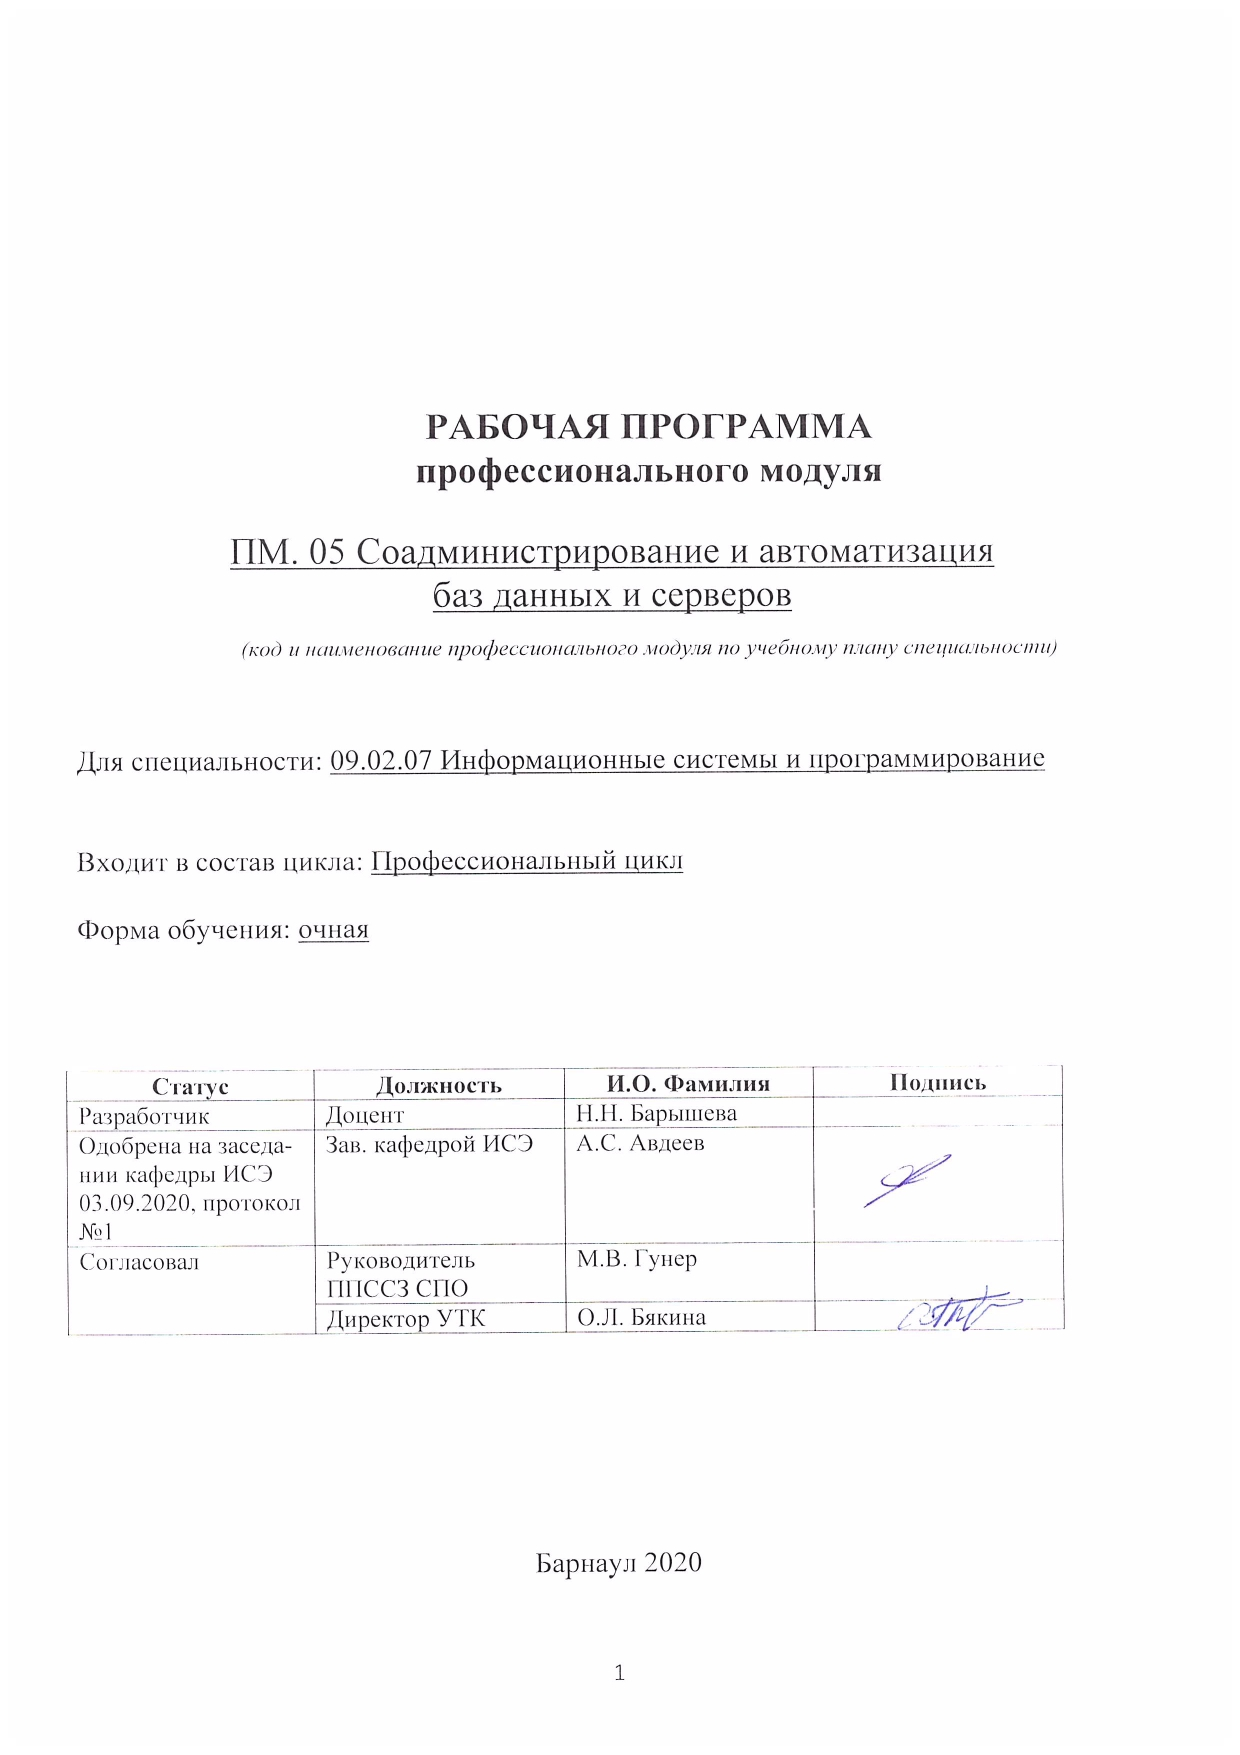 РАБОЧАЯ ПРОГРАММА
профессионального модуля
ПМ. 05 Соадминистрирование и автоматизация
баз данных и серверов
(код и наименование профессионального модуля по учебному плану специальности)
Для специальности: 09.02.07 Информационные системы и программирование
Входит в состав цикла: Профессиональный цикл
Форма обучения: очная
Статус Должность И.О. Фамилия Подпись
Разработчик Доцент Н.Н. Барышева
Одобрена на заседа- Зав. кафедрой ИСЭ А.С. Авдеев
нии кафедры ИСЭ
03.09.2020, протокол
№1
Согласовал Руководитель М.В. Гунер
ППССЗ СПО
Директор УТК О.Л. Бякина
Барнаул 2020
1